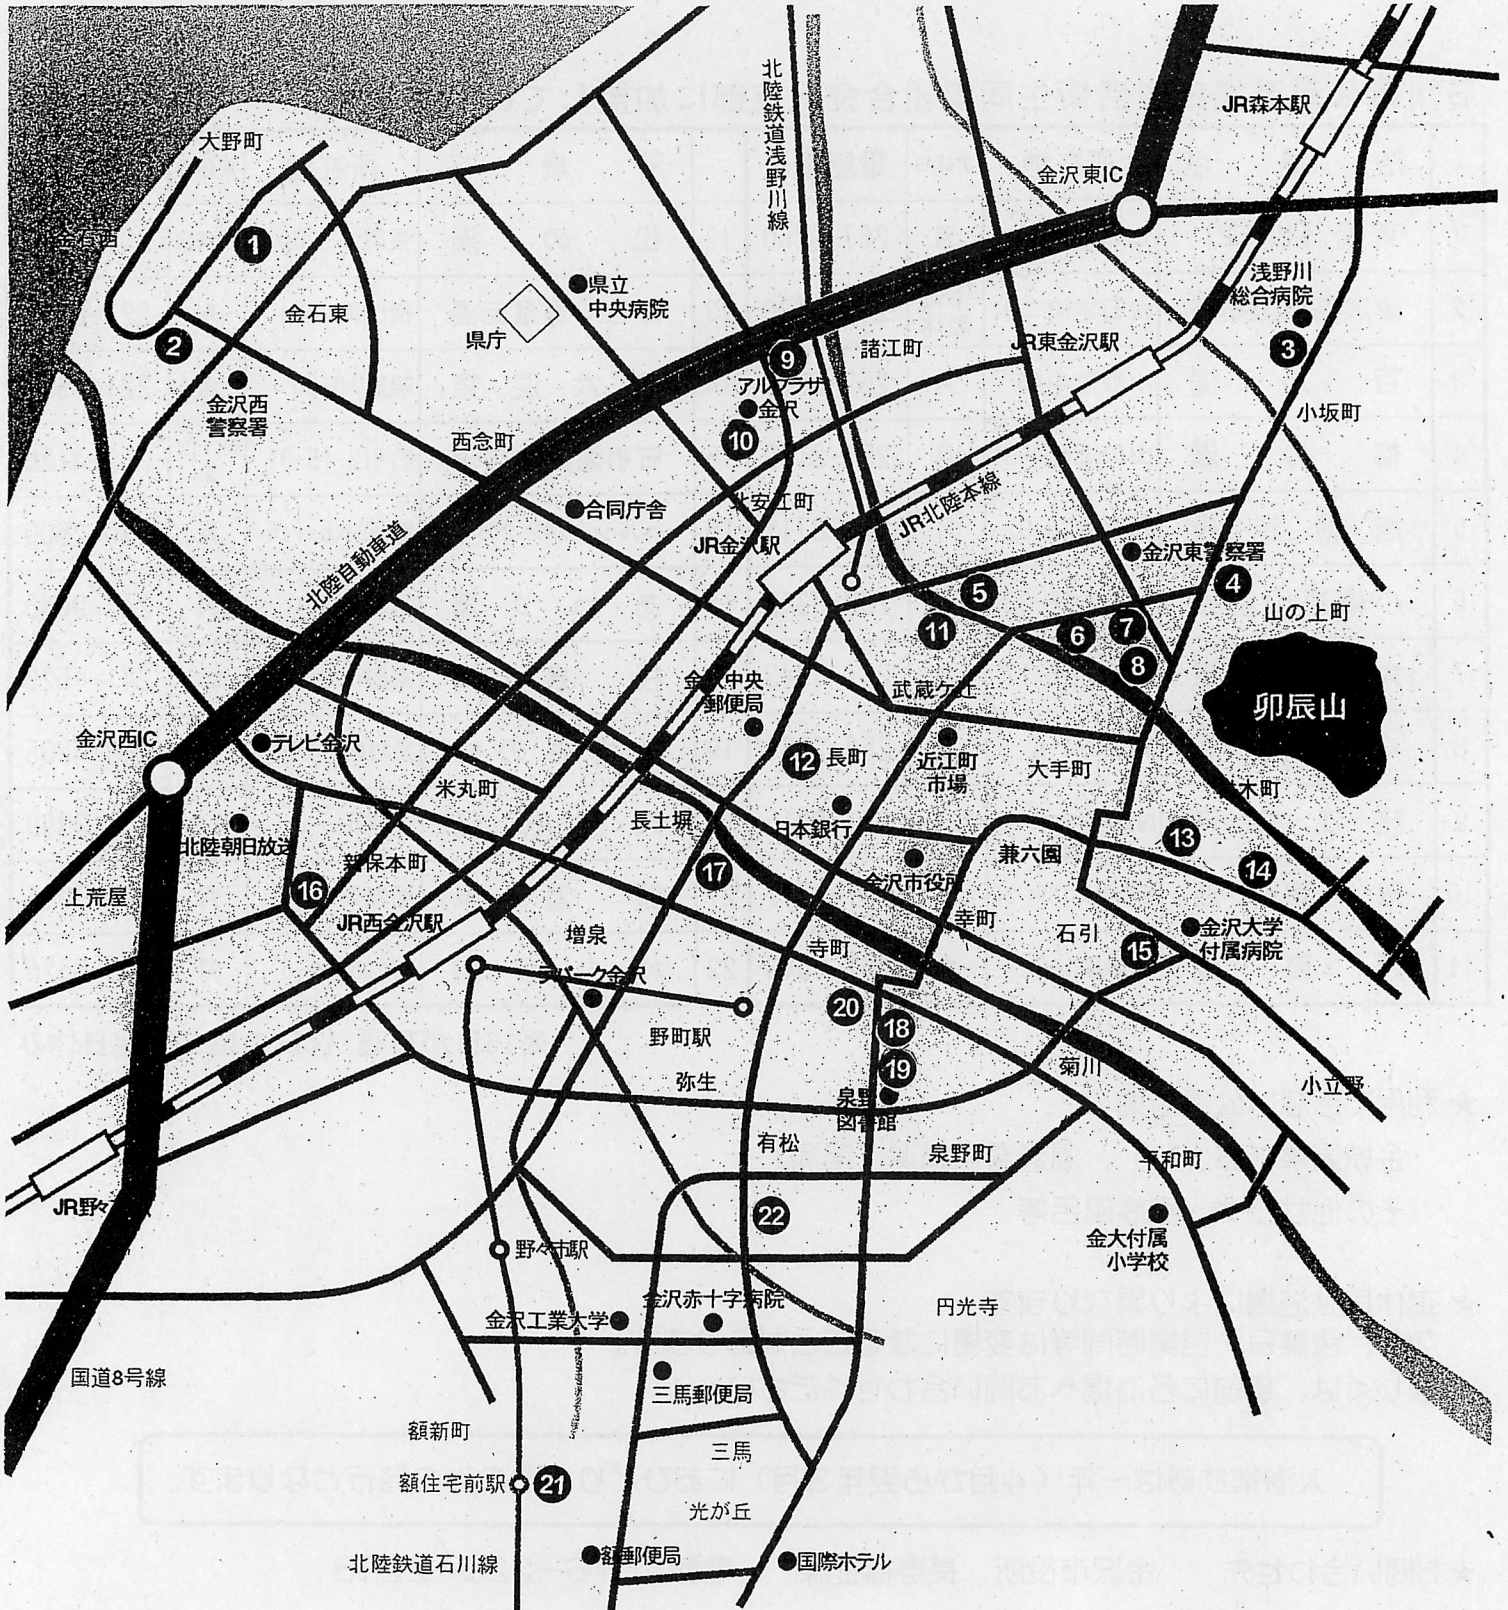 大野町
北陸鉄道浅野川線
JR森本駅
金沢東IC
金石西
1
金石東
県立
中央病院
県庁
浅野川
総合病院
2
3
9
諸江町
JR東金沢駅
アルプラザ
金沢
金沢西
警察署
小坂町
西念町
10
北安江町
合同庁舎
JR北陸本線
JR金沢駅
金沢東警察署
北陸自動車道
4
5
山の上町
11
6
7
8
卯辰山
金沢中央
郵便局
武蔵ケ辻
金沢西IC
テレビ金沢
12
長町
近江町
市場
大手町
米丸町
長土塀
日本銀行
北陸朝日放送
新保本町
兼六園
13
14
17
金沢市役所
16
上荒屋
JR西金沢駅
増泉
寺町
幸町
石引
15
金沢大学
付属病院
ラパーク金沢
20
18
野町駅
19
弥生
泉野
図書館
菊川
小立野
有松
泉野町
平和町
22
金大付属
小学校
野々市駅
金沢赤十字病院
金沢工業大学
円光寺
国道8号線
三馬郵便局
額新町
三馬
額住宅前駅
21
光が丘
北陸鉄道石川線
額郵便局
国際ホテル